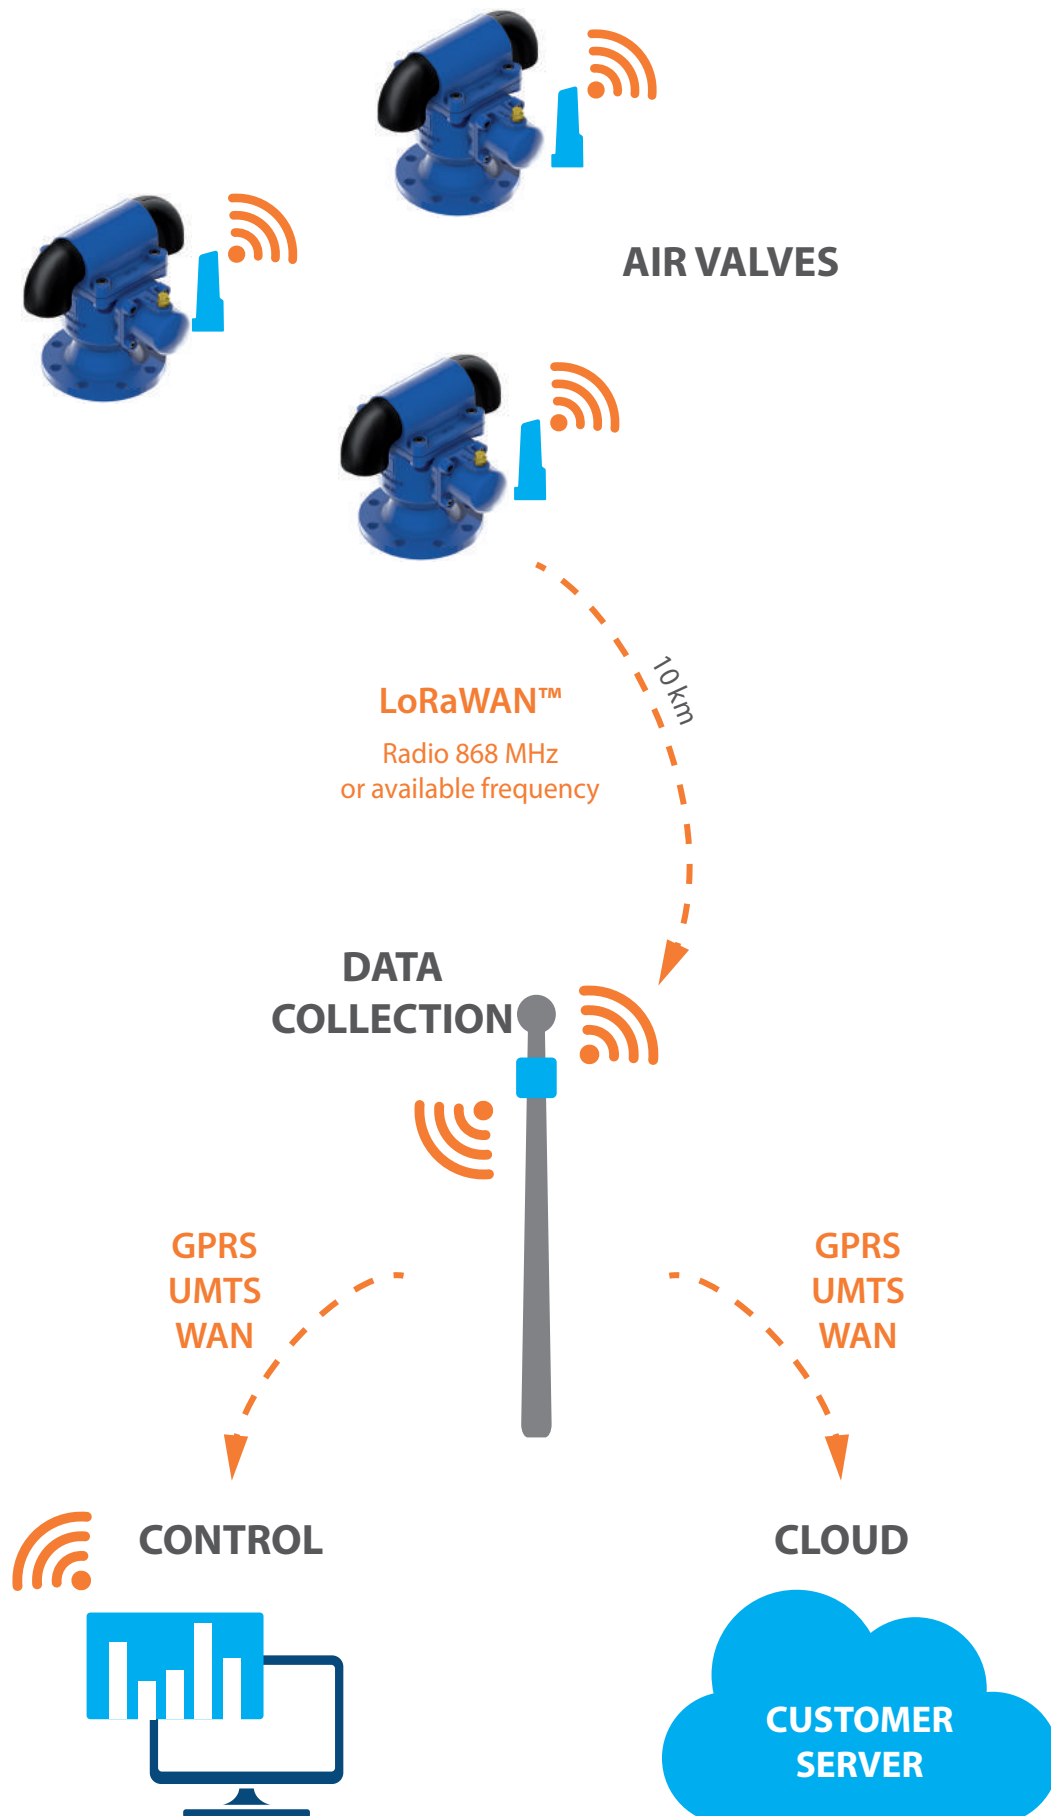 AIR VALVES
10 km
LoRaWAN™
Radio 868 MHz
or available frequency
DATA
COLLECTION
GPRS
UMTS
WAN
GPRS
UMTS
WAN
CONTROL
CLOUD
CUSTOMER
SERVER